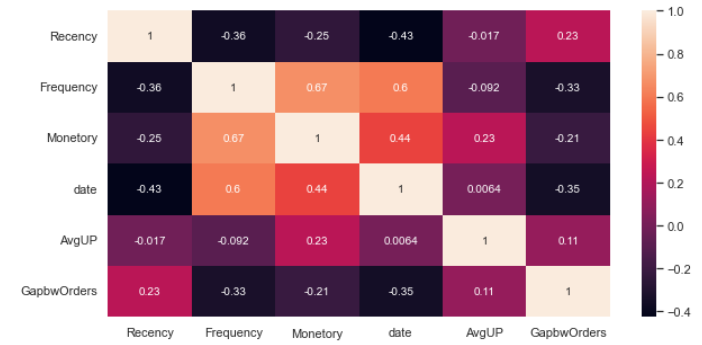 1.0
Recency 1 -0.36 -0.25 -0.43 -0.017 0.23
0.8
Frequency -0.36 1 0.67 0.6 -0.092 -0.33
0.6
Monetory -0.25 0.67 1 0.44 0.23 -0.21
0.4
date -0.43 0.6 0.44 1 0.0064 -0.35
0.2
0.0
AvgUP -0.017 -0.092 0.23 0.0064 1 0.11
−0.2
GapbwOrders 0.23 -0.33 -0.21 -0.35 0.11 1
−0.4
Recency Frequency Monetory date AvgUP GapbwOrders